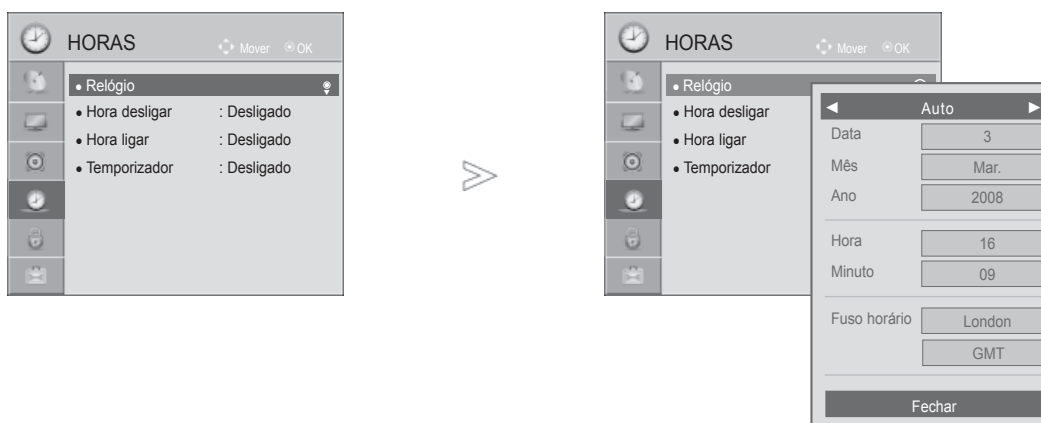 HORAS Mover OK
• Relógio
• Hora desligar : Desligado
• Hora ligar : Desligado
• Temporizador : Desligado
HORAS Mover OK
• Relógio
• Hora desligar
• Hora ligar
• Temporizador
◄ Auto ►
Data 3
Mês Mar.
Ano 2008
Hora 16
Minuto 09
Fuso horário London
GMT
Fechar